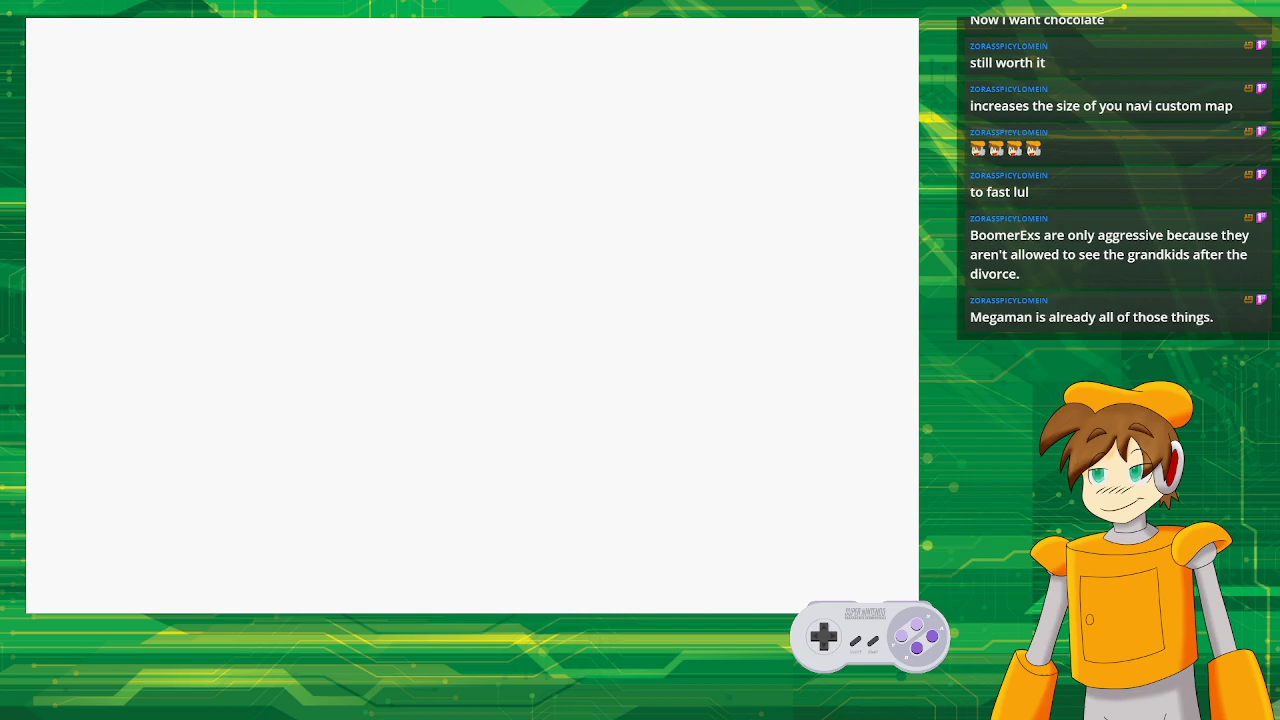 Now I want chocolate
ZORASSPICYLOMEIN
still worth it
ZORASSPICYLOMEIN
increases the size of you navi custom map
ZORASSPICYLOMEIN
ZORASSPICYLOMEIN
to fast lul
ZORASSPICYLOMEIN
BoomerExs are only aggressive because they
aren't allowed to see the grandkids after the
divorce.
ZORASSPICYLOMEIN
Megaman is already all of those things.
SUPER NINTENDO